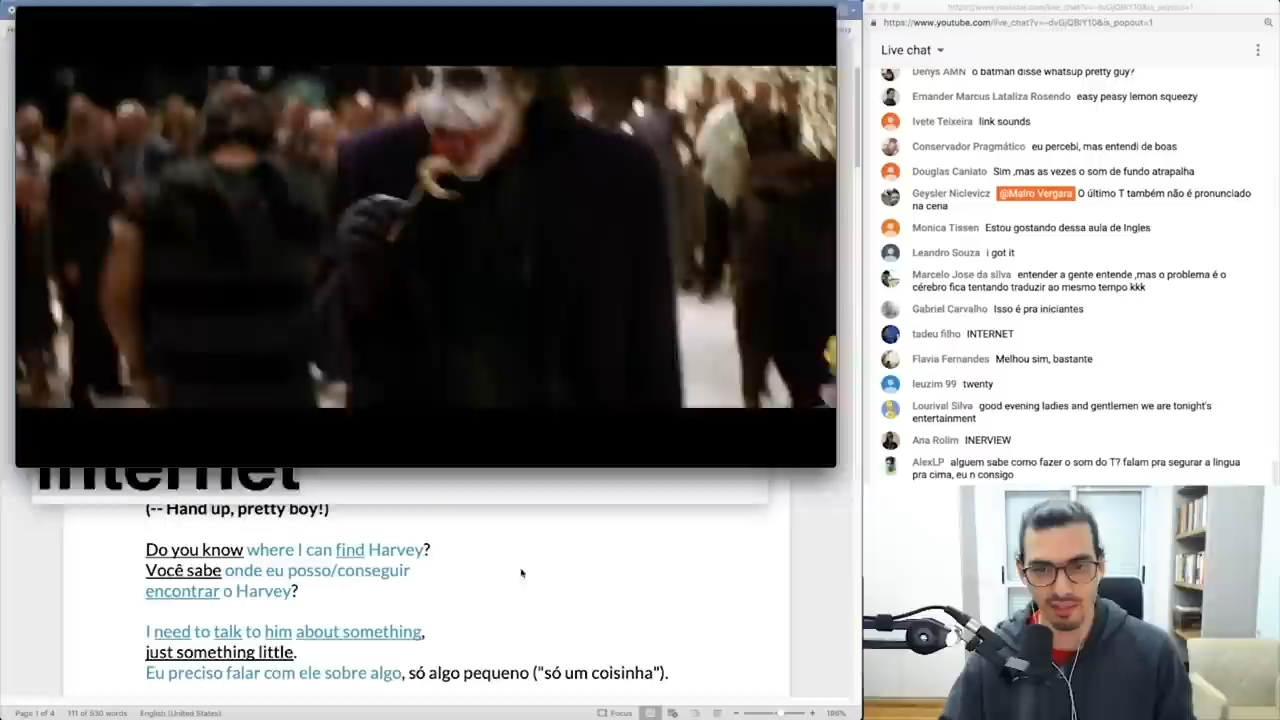 https://www.youtube.com/live_chat?v=-dvGjQBlY10&is_popout=1
Live chat
Denys AMN o batman disse whatsup pretty guy?
Ernander Marcus Lataliza Rosendo easy peasy lemon squeezy
Ivete Teixeira link sounds
Conservador Pragmático eu percebi, mas entendi de boas
Douglas Caniato Sim ,mas as vezes o som de fundo atrapalha
Geysler Niclevicz @Mairo Vergara O último T também não é pronunciado
na cena
Monica Tissen Estou gostando dessa aula de Ingles
Leandro Souza i got it
Marcelo Jose da silva entender a gente entende ,mas o problema é o
cérebro fica tentando traduzir ao mesmo tempo kkk
Gabriel Carvalho Isso é pra iniciantes
tadeu filho INTERNET
Flavia Fernandes Melhou sim, bastante
leuzim 99 twenty
Lourival Silva good evening ladies and gentlemen we are tonight's
entertainment
Ana Rolim INERVIEW
AlexLP alguem sabe como fazer o som do T? falam pra segurar a lingua
pra cima, eu n consigo
Internet
(-- Hand up, pretty boy!)
Do you know where I can find Harvey?
Você sabe onde eu posso/conseguir
encontrar o Harvey?
I need to talk to him about something,
just something little.
Eu preciso falar com ele sobre algo, só algo pequeno ("só um coisinha").
Page 1 of 4 111 of 530 words English (United States)
Focus
196%